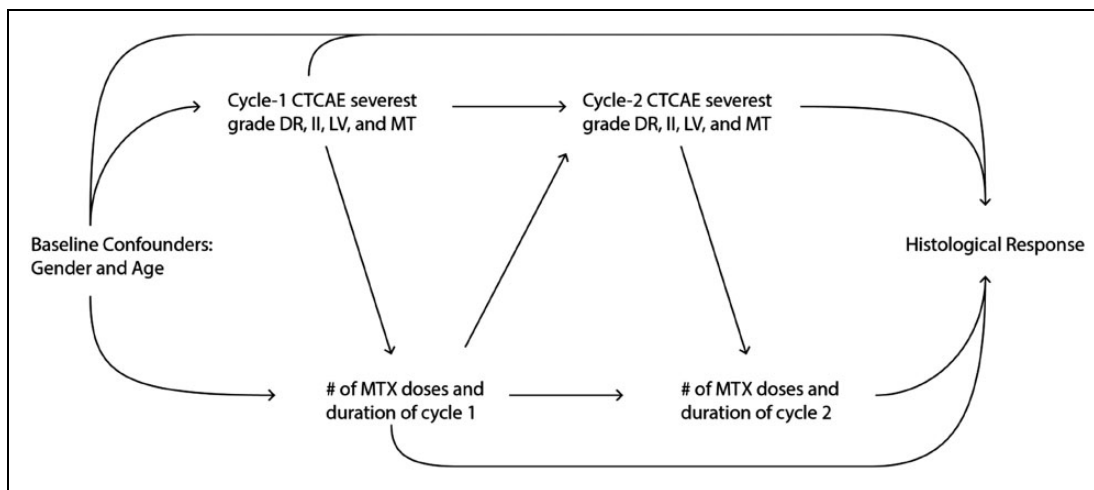 Cycle-1 CTCAE severest
grade DR, II, LV, and MT
Cycle-2 CTCAE severest
grade DR, II, LV, and MT
Baseline Confounders:
Gender and Age
Histological Response
# of MTX doses and
duration of cycle 1
# of MTX doses and
duration of cycle 2